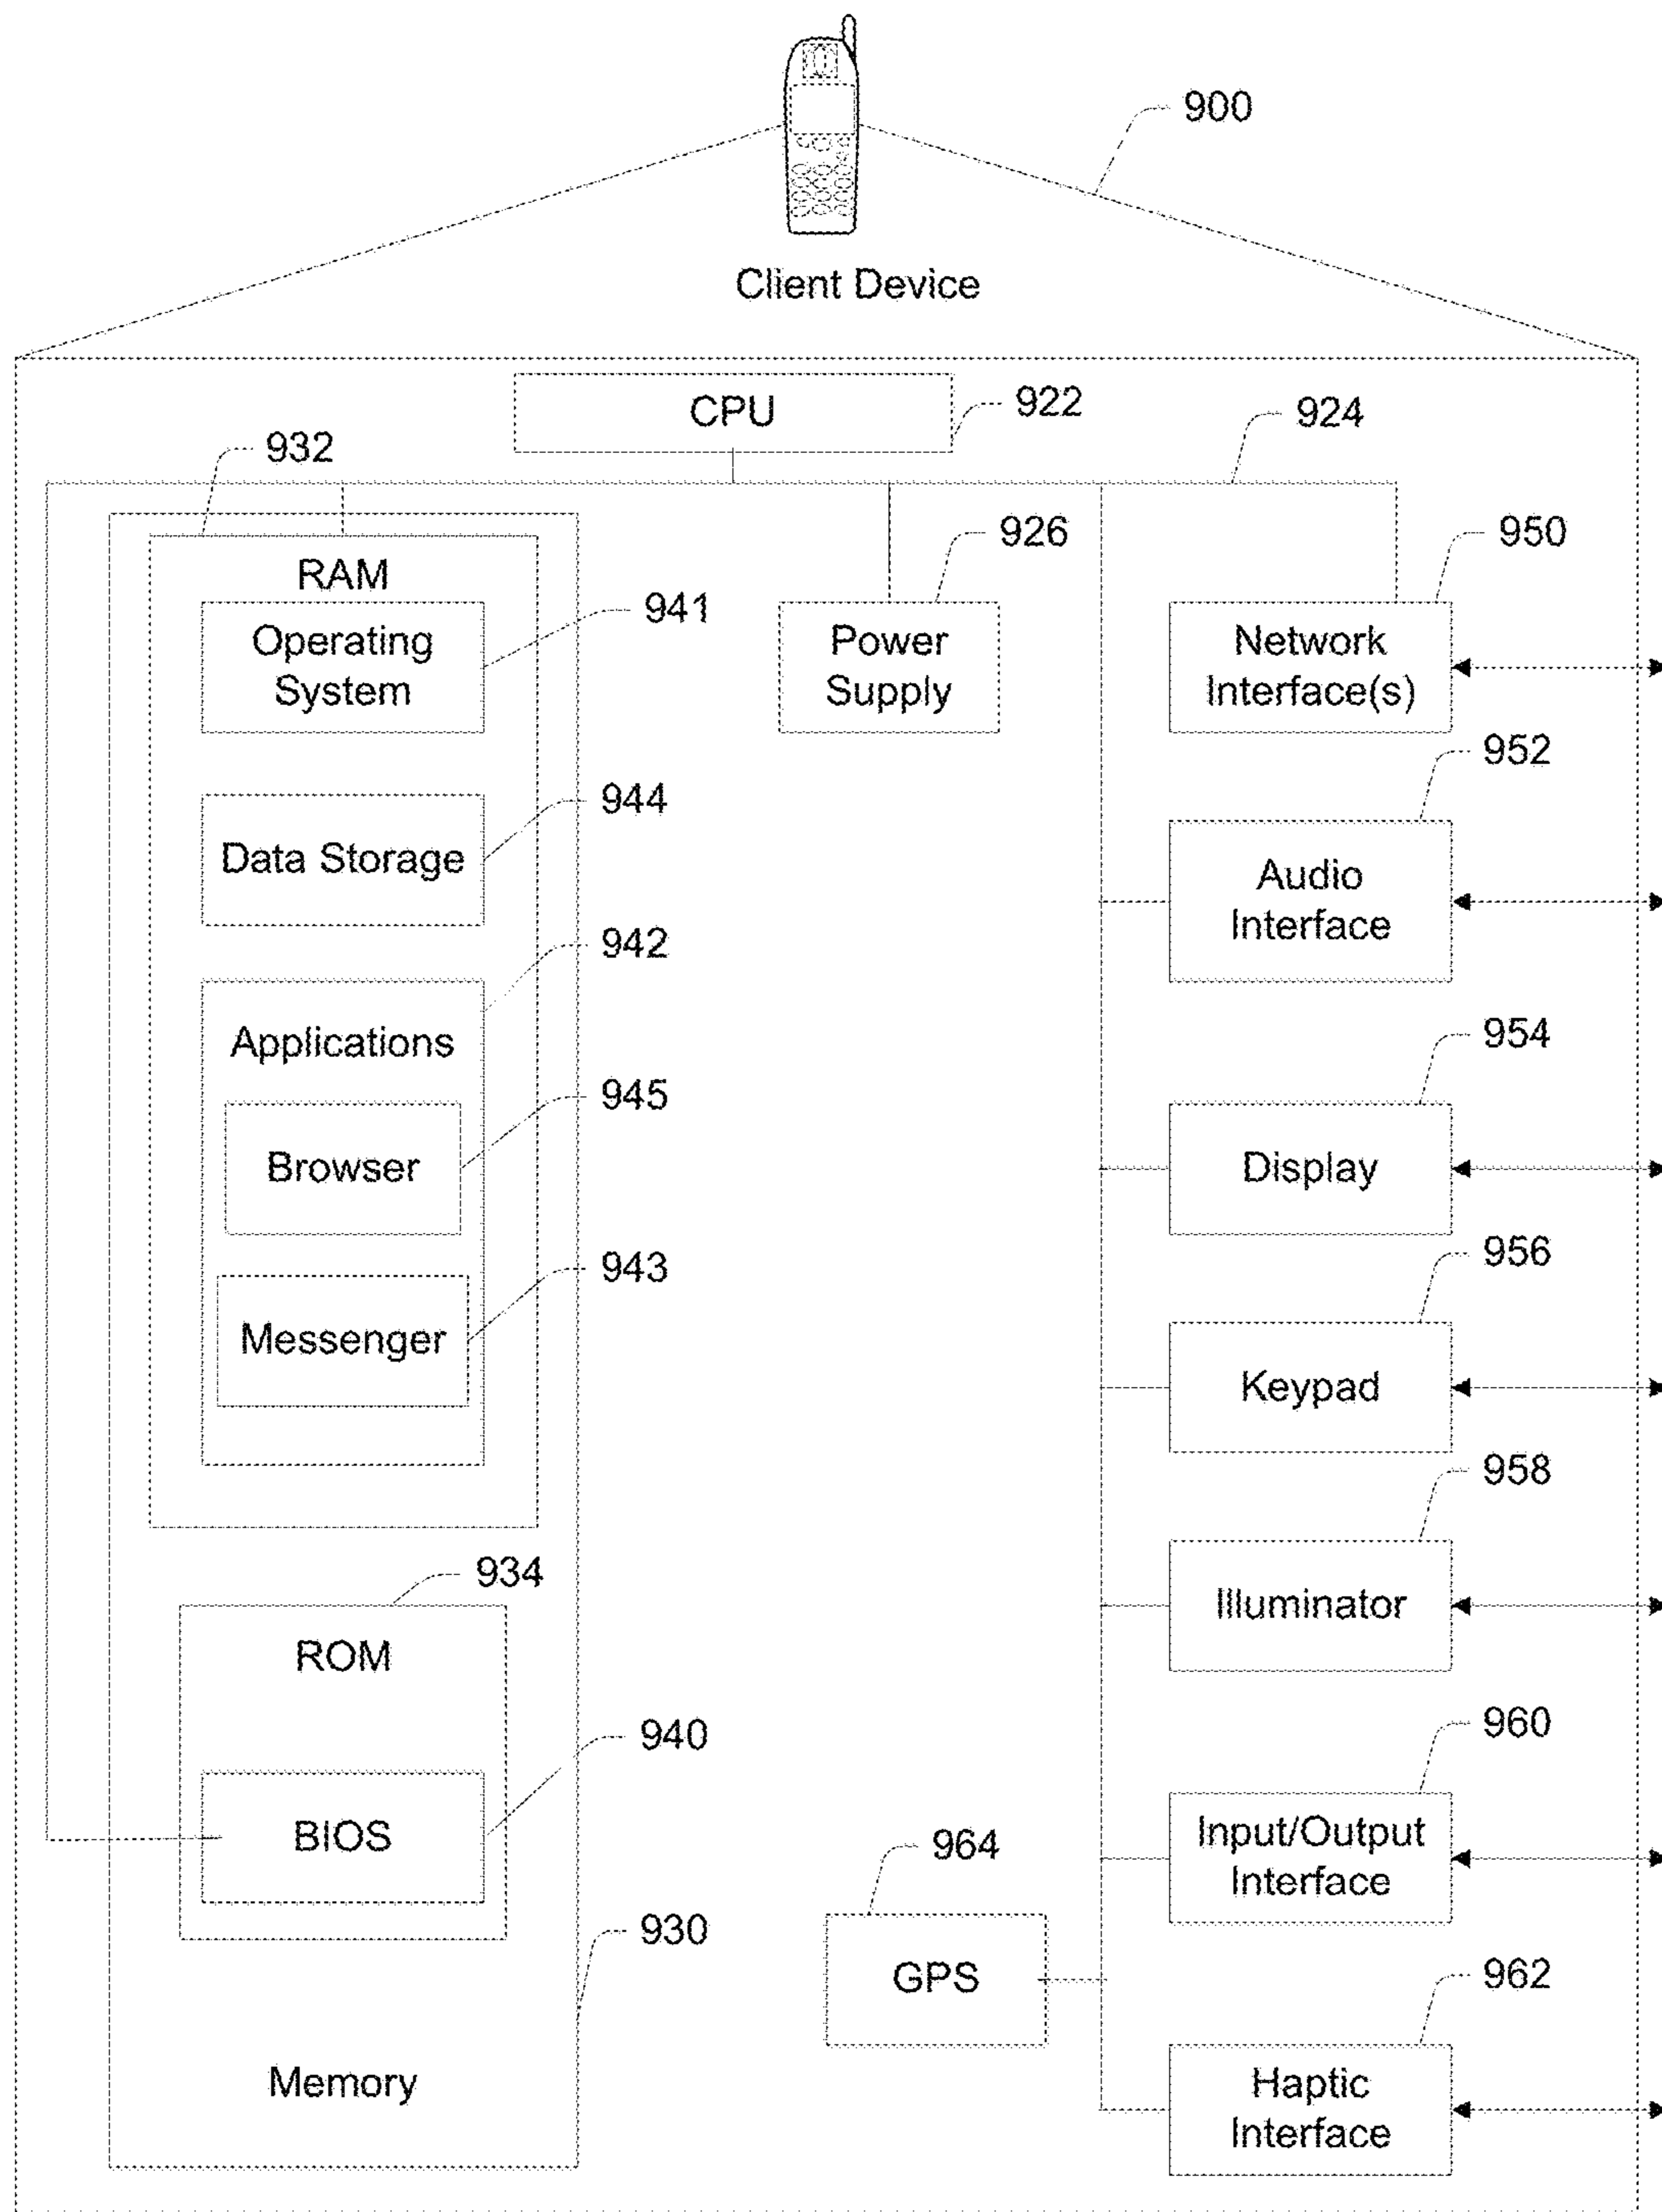 900
Client Device
CPU
922
924
932
RAM
926
950
Operating
System
941
Power
Supply
Network
Interface(s)
952
944
Data Storage
Audio
Interface
942
Applications
954
945
Browser
Display
956
943
Messenger
Keypad
958
934
Illuminator
ROM
940
960
BIOS
Input/Output
Interface
964
930
GPS
962
Memory
Haptic
Interface